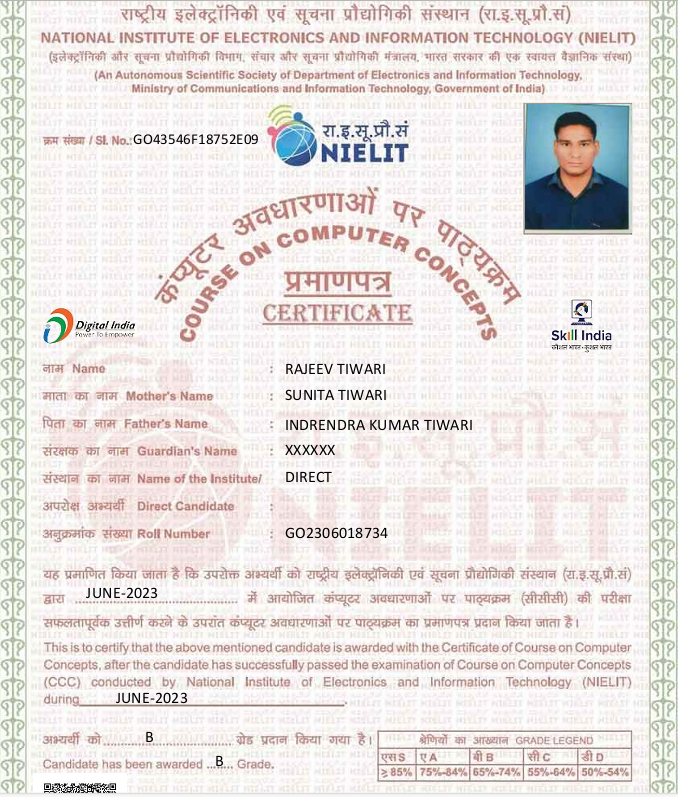 राष्ट्रीय इलेक्ट्रॉनिकी एवं सूचना प्रौद्योगिकी संस्थान (रा.इ.सू.प्रौ.सं)
NATIONAL INSTITUTE OF ELECTRONICS AND INFORMATION TECHNOLOGY (NIELIT)
(इलेक्ट्रॉनिकी और सूचना प्रौद्योगिकी विभाग, संचार और सूचना प्रौद्योगिकी मंत्रालय, भारत सरकार की एक स्वायत्त वैज्ञानिक संस्था)
(An Autonomous Scientific Society of Department of Electronics and Information Technology,
Ministry of Communications and Information Technology, Government of India)
क्रम संख्या / Sl. No.: GO43546F18752E09
रा.इ.सू.प्रौ.सं
NIELIT
कंप्यूटर अवधारणाओं पर पाठ्यक्रम
COURSE ON COMPUTER CONCEPTS
प्रमाणपत्र
CERTIFICATE
Digital India
Power To Empower
Skill India
कौशल भारत - कुशल भारत
नाम Name : RAJEEV TIWARI
माता का नाम Mother's Name : SUNITA TIWARI
पिता का नाम Father's Name : INDRENDRA KUMAR TIWARI
संरक्षक का नाम Guardian's Name : XXXXXX
संस्थान का नाम Name of the Institute/ : DIRECT
अपरोक्ष अभ्यर्थी Direct Candidate :
अनुक्रमांक संख्या Roll Number : GO2306018734
रा.इ.सू.प्रौ.सं
NIELIT
यह प्रमाणित किया जाता है कि उपरोक्त अभ्यर्थी को राष्ट्रीय इलेक्ट्रॉनिकी एवं सूचना प्रौद्योगिकी संस्थान (रा.इ.सू.प्रौ.सं)
द्वारा JUNE-2023 में आयोजित कंप्यूटर अवधारणाओं पर पाठ्यक्रम (सीसीसी) की परीक्षा
सफलतापूर्वक उत्तीर्ण करने के उपरांत कंप्यूटर अवधारणाओं पर पाठ्यक्रम का प्रमाणपत्र प्रदान किया जाता है।
This is to certify that the above mentioned candidate is awarded with the Certificate of Course on Computer
Concepts, after the candidate has successfully passed the examination of Course on Computer Concepts
(CCC) conducted by National Institute of Electronics and Information Technology (NIELIT)
during JUNE-2023.
अभ्यर्थी को B ग्रेड प्रदान किया गया है।
Candidate has been awarded B Grade.
श्रेणियों का आख्यान GRADE LEGEND
एस S ए A बी B सी C डी D
≥ 85% 75%-84% 65%-74% 55%-64% 50%-54%